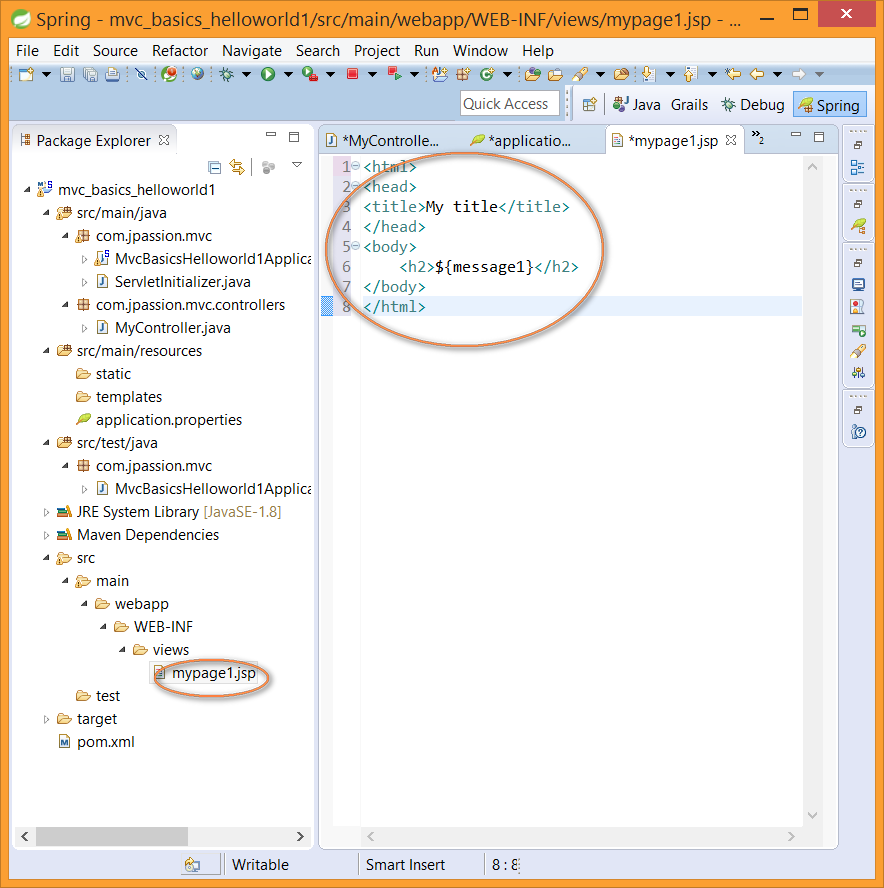 Spring - mvc_basics_helloworld1/src/main/webapp/WEB-INF/views/mypage1.jsp - ...
File Edit Source Refactor Navigate Search Project Run Window Help
Quick Access
Java Grails Debug Spring
Package Explorer
*MyControlle... *applicatio... *mypage1.jsp »2
mvc_basics_helloworld1
src/main/java
com.jpassion.mvc
MvcBasicsHelloworld1Applica
ServletInitializer.java
com.jpassion.mvc.controllers
MyController.java
src/main/resources
static
templates
application.properties
src/test/java
com.jpassion.mvc
MvcBasicsHelloworld1Applica
JRE System Library [JavaSE-1.8]
Maven Dependencies
src
main
webapp
WEB-INF
views
mypage1.jsp
test
target
pom.xml
1 <html>
2 <head>
3 <title>My title</title>
4 </head>
5 <body>
6 <h2>${message1}</h2>
7 </body>
8 </html>
Writable Smart Insert 8 : 8